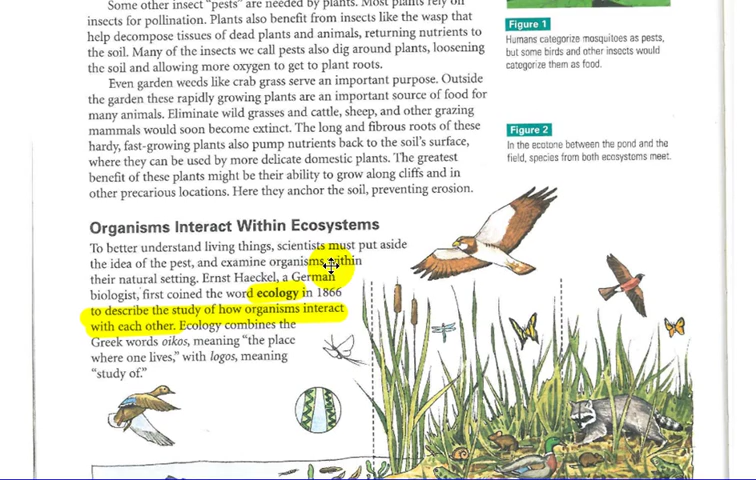 Some other insect "pests" are needed by plants. Most plants rely on
insects for pollination. Plants also benefit from insects like the wasp that
help decompose tissues of dead plants and animals, returning nutrients to
the soil. Many of the insects we call pests also dig around plants, loosening
the soil and allowing more oxygen to get to plant roots.
Even garden weeds like crab grass serve an important purpose. Outside
the garden these rapidly growing plants are an important source of food for
many animals. Eliminate wild grasses and cattle, sheep, and other grazing
mammals would soon become extinct. The long and fibrous roots of these
hardy, fast-growing plants also pump nutrients back to the soil's surface,
where they can be used by more delicate domestic plants. The greatest
benefit of these plants might be their ability to grow along cliffs and in
other precarious locations. Here they anchor the soil, preventing erosion.
Organisms Interact Within Ecosystems
To better understand living things, scientists must put aside
the idea of the pest, and examine organisms within
their natural setting. Ernst Haeckel, a German
biologist, first coined the word ecology in 1866
to describe the study of how organisms interact
with each other. Ecology combines the
Greek words oikos, meaning "the place
where one lives," with logos, meaning
"study of."
Figure 1
Humans categorize mosquitoes as pests,
but some birds and other insects would
categorize them as food.
Figure 2
In the ecotone between the pond and the
field, species from both ecosystems meet.